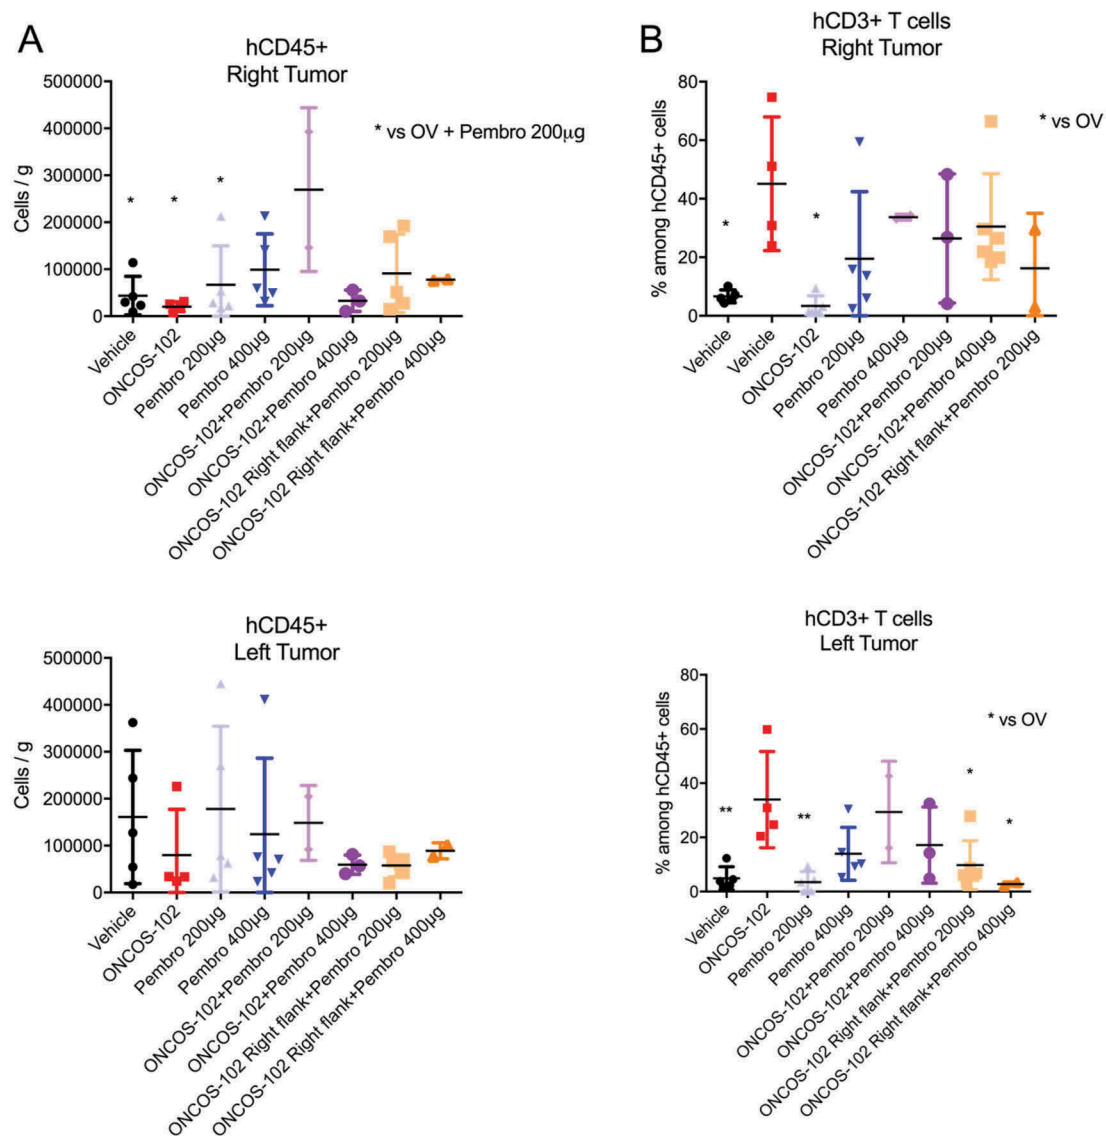 A
hCD45+
Right Tumor
500000
400000
300000
200000
100000
0
Cells / g
* vs OV + Pembro 200µg
*
*
*
Vehicle
ONCOS-102
Pembro 200µg
Pembro 400µg
ONCOS-102+Pembro 200µg
ONCOS-102+Pembro 400µg
ONCOS-102 Right flank+Pembro 200µg
ONCOS-102 Right flank+Pembro 400µg
B
hCD3+ T cells
Right Tumor
80
60
40
20
0
% among hCD45+ cells
* vs OV
*
*
Vehicle
Vehicle
ONCOS-102
Pembro 200µg
Pembro 400µg
ONCOS-102+Pembro 200µg
ONCOS-102+Pembro 400µg
ONCOS-102 Right flank+Pembro 200µg
hCD45+
Left Tumor
500000
400000
300000
200000
100000
0
Cells / g
Vehicle
ONCOS-102
Pembro 200µg
Pembro 400µg
ONCOS-102+Pembro 200µg
ONCOS-102+Pembro 400µg
ONCOS-102 Right flank+Pembro 200µg
ONCOS-102 Right flank+Pembro 400µg
hCD3+ T cells
Left Tumor
80
60
40
20
0
% among hCD45+ cells
* vs OV
**
**
*
*
Vehicle
ONCOS-102
Pembro 200µg
Pembro 400µg
ONCOS-102+Pembro 200µg
ONCOS-102+Pembro 400µg
ONCOS-102 Right flank+Pembro 200µg
ONCOS-102 Right flank+Pembro 400µg